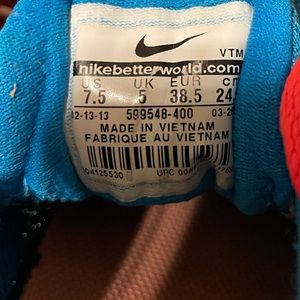 VTM
nikebetterworld.com
US UK EUR
7.5 5 38.5 24
12-13-13 03-2
599548-400
MADE IN VIETNAM
FABRIQUE AU VIETNAM
UPC 00